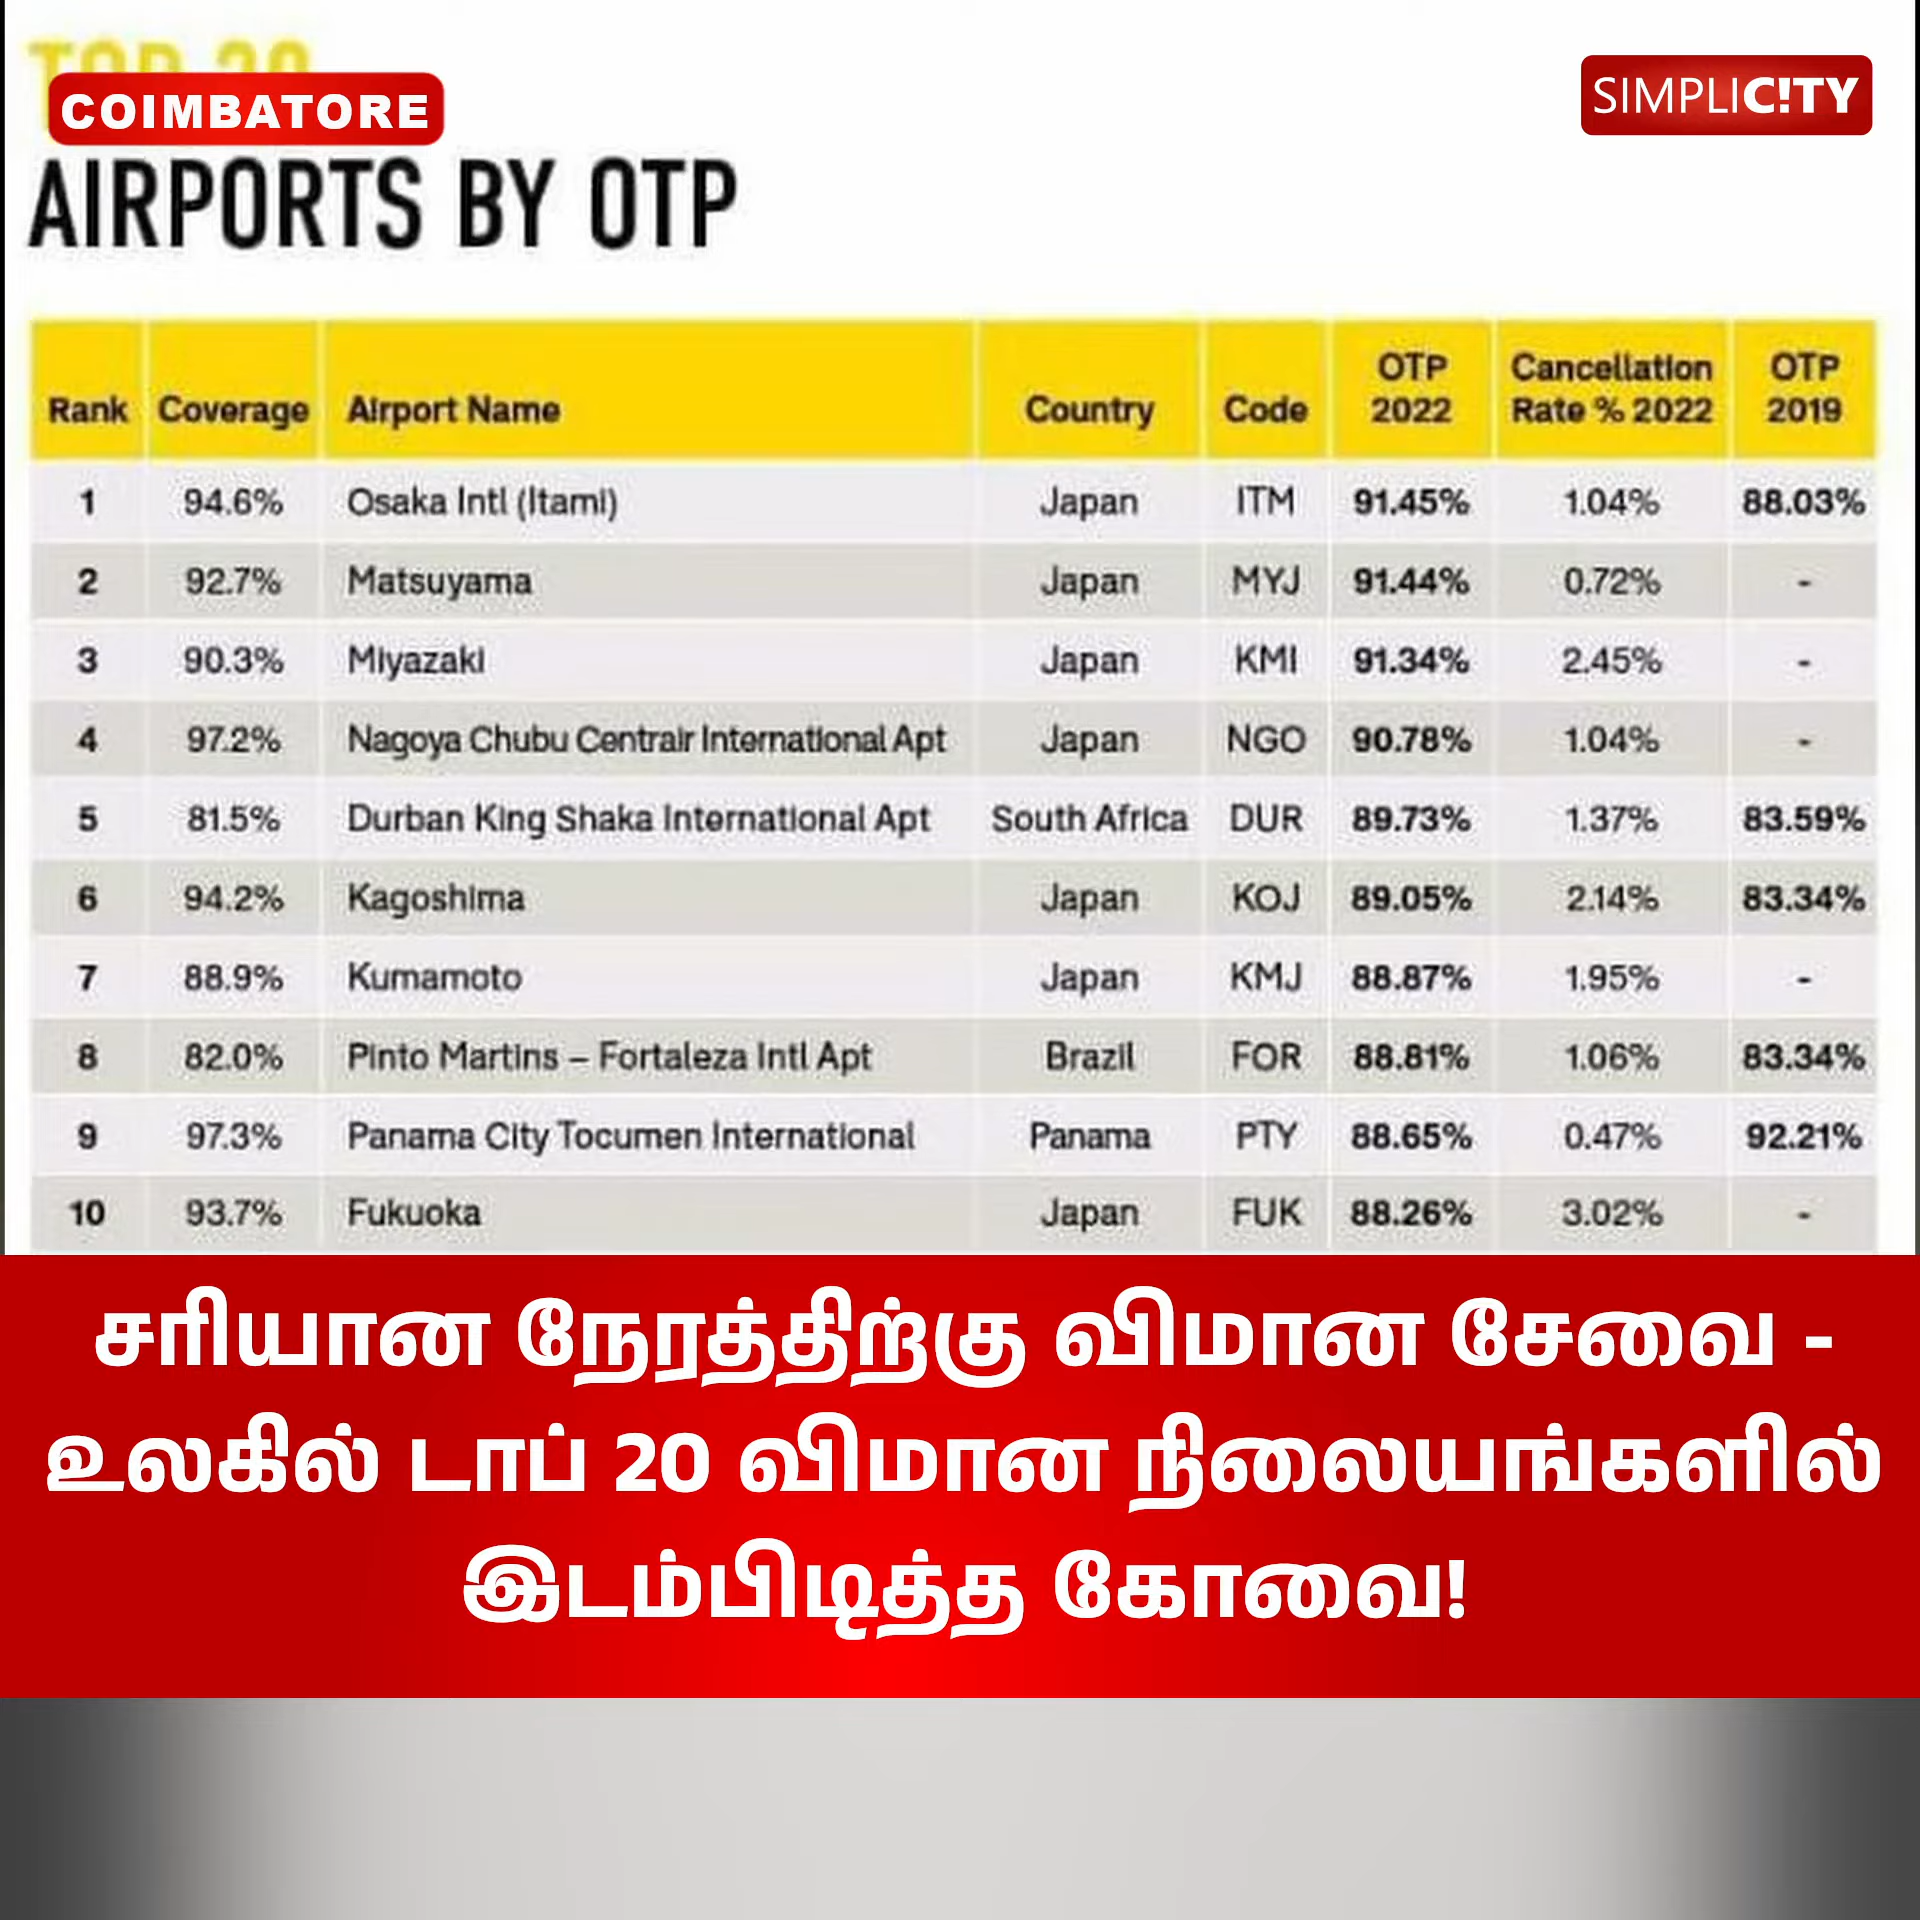 TOP 20
COIMBATORE
SIMPLIC!TY
AIRPORTS BY OTP
Rank Coverage Airport Name Country Code OTP 2022 Cancellation Rate % 2022 OTP 2019
1 94.6% Osaka Intl (Itami) Japan ITM 91.45% 1.04% 88.03%
2 92.7% Matsuyama Japan MYJ 91.44% 0.72% -
3 90.3% Miyazaki Japan KMI 91.34% 2.45% -
4 97.2% Nagoya Chubu Centrair International Apt Japan NGO 90.78% 1.04% -
5 81.5% Durban King Shaka International Apt South Africa DUR 89.73% 1.37% 83.59%
6 94.2% Kagoshima Japan KOJ 89.05% 2.14% 83.34%
7 88.9% Kumamoto Japan KMJ 88.87% 1.95% -
8 82.0% Pinto Martins – Fortaleza Intl Apt Brazil FOR 88.81% 1.06% 83.34%
9 97.3% Panama City Tocumen International Panama PTY 88.65% 0.47% 92.21%
10 93.7% Fukuoka Japan FUK 88.26% 3.02% -
சரியான நேரத்திற்கு விமான சேவை -
உலகில் டாப் 20 விமான நிலையங்களில்
இடம்பிடித்த கோவை!